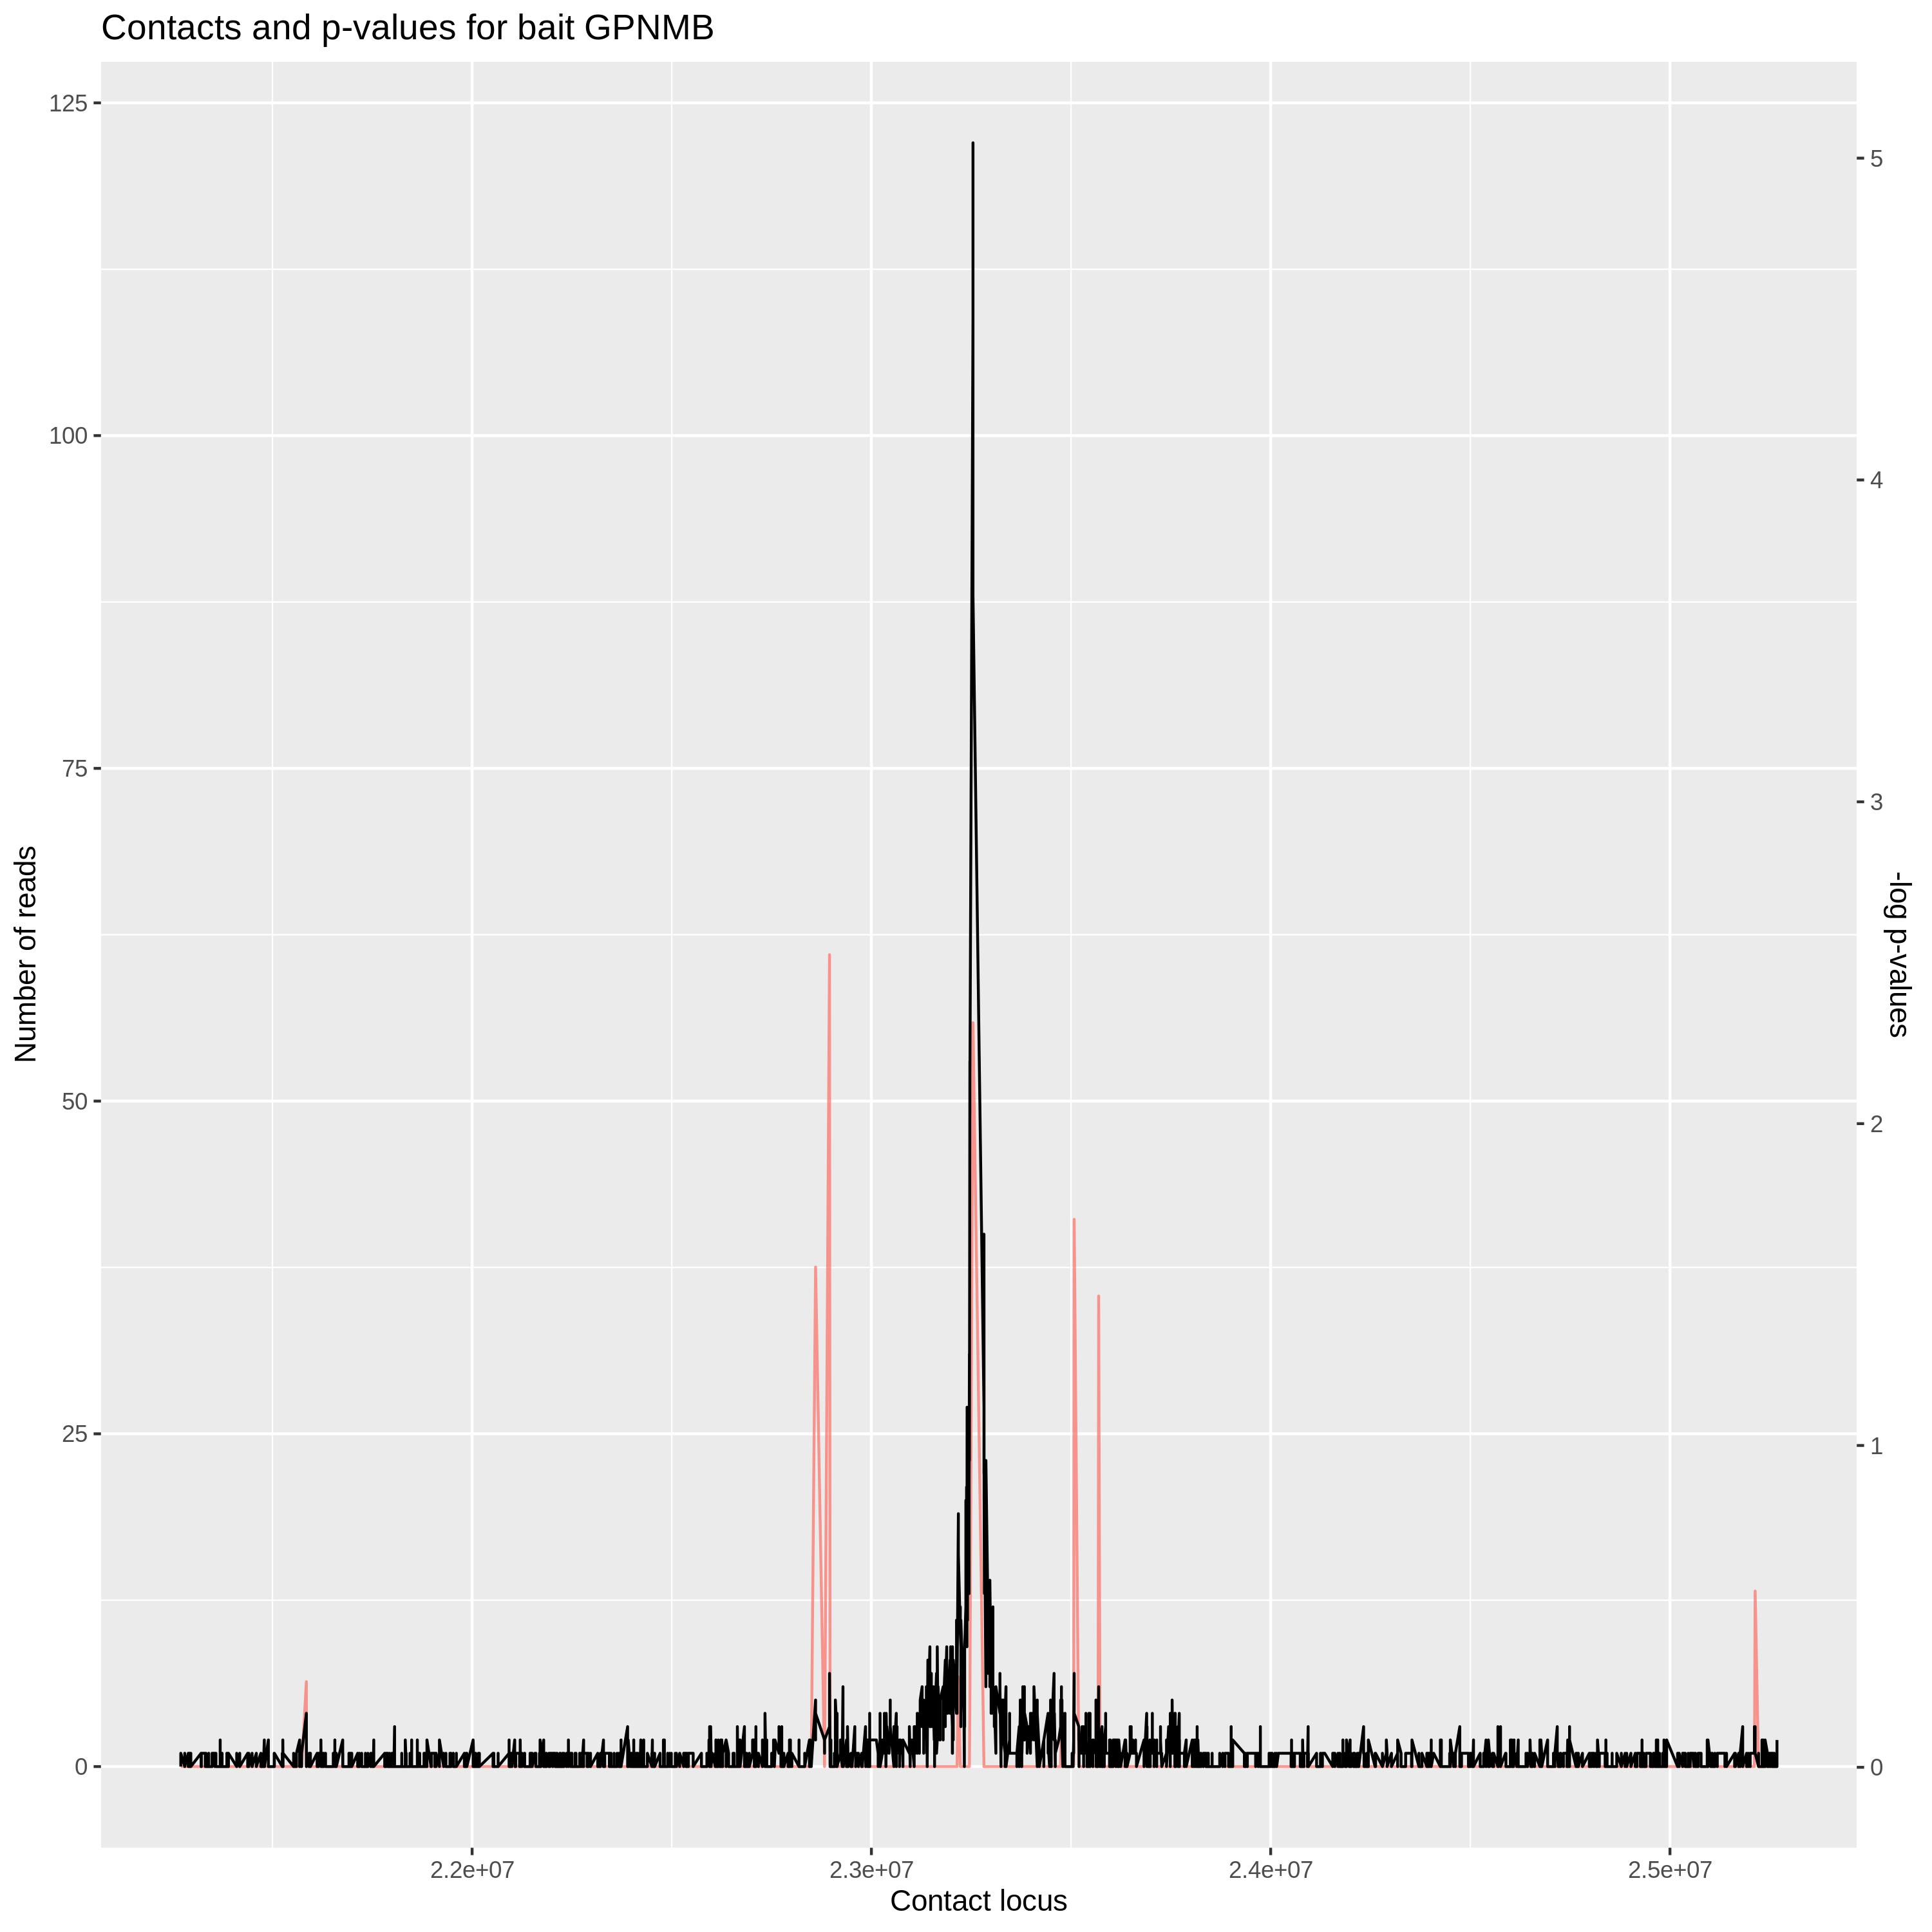 Contacts and p-values for bait GPNMB
125
100
75
50
25
0
Number of reads
5
4
3
2
1
0
-log p-values
2.2e+07
2.3e+07
2.4e+07
2.5e+07
Contact locus